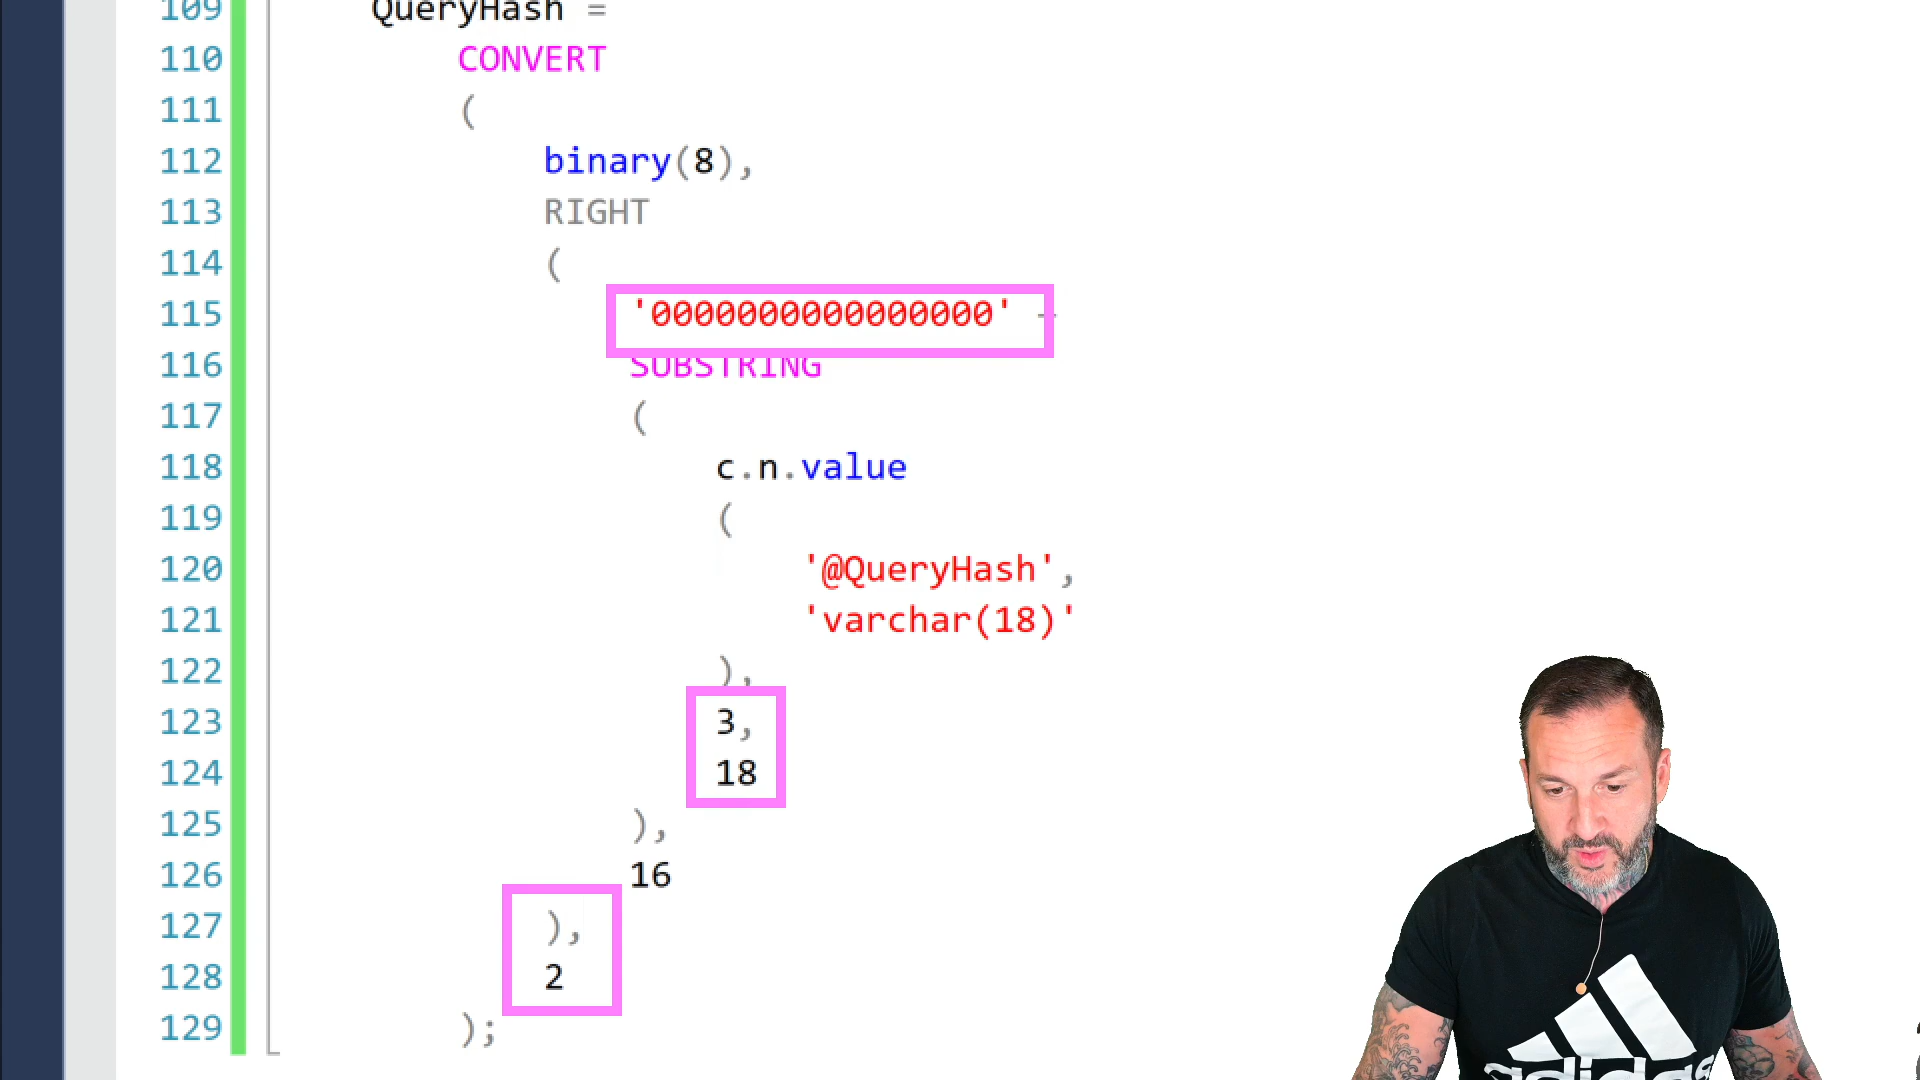 109 QueryHash =
110 CONVERT
111 (
112 binary(8),
113 RIGHT
114 (
115 '0000000000000000' +
116 SUBSTRING
117 (
118 c.n.value
119 (
120 '@QueryHash',
121 'varchar(18)'
122 ),
123 3,
124 18
125 ),
126 16
127 ),
128 2
129 );
adidas